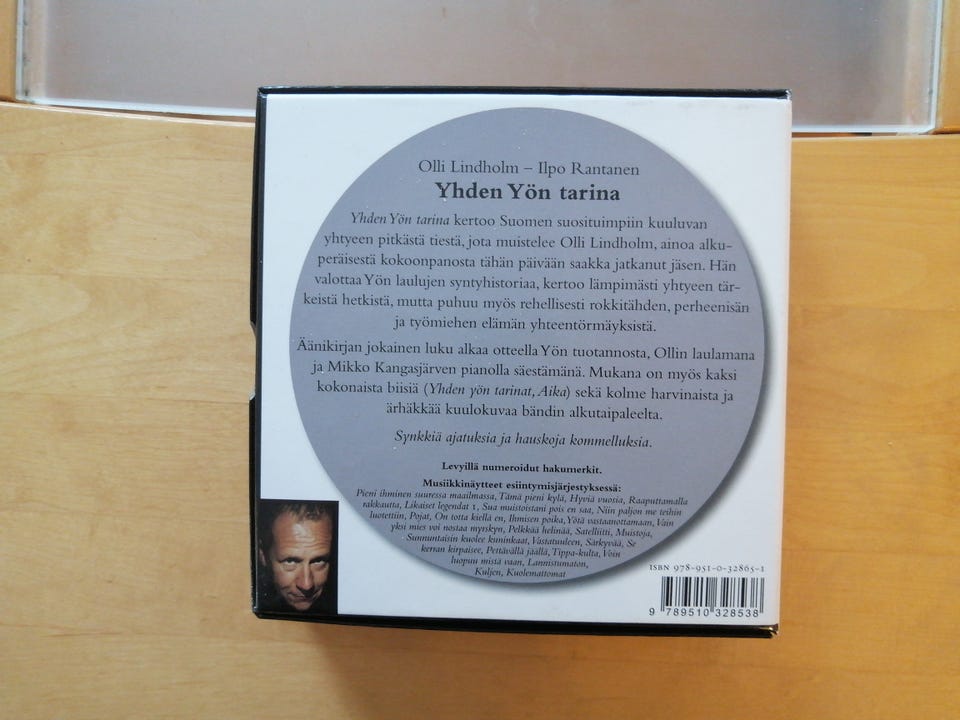 Olli Lindholm – Ilpo Rantanen
Yhden Yön tarina
Yhden Yön tarina kertoo Suomen suosituimpiin kuuluvan
yhtyeen pitkästä tiestä, jota muistelee Olli Lindholm, ainoa alku-
peräisestä kokoonpanosta tähän päivään saakka jatkanut jäsen. Hän
valottaa Yön laulujen syntyhistoriaa, kertoo lämpimästi yhtyeen tär-
keistä hetkistä, mutta puhuu myös rehellisesti rokkitähden, perheenisän
ja työmiehen elämän yhteentörmäyksistä.
Äänikirjan jokainen luku alkaa otteella Yön tuotannosta, Ollin laulamana
ja Mikko Kangasjärven pianolla säestämänä. Mukana on myös kaksi
kokonaista biisiä (Yhden yön tarinat, Aika) sekä kolme harvinaista ja
ärhäkkää kuulokuvaa bändin alkutaipaleelta.
Synkkiä ajatuksia ja hauskoja kommelluksia.
Levyillä numeroidut hakumerkit.
Musiikkinäytteet esiintymisjärjestyksessä:
Pieni ihminen suuressa maailmassa, Tämä pieni kylä, Hyviä vuosia, Raaputtamalla
rakkautta, Likaiset legendat 1, Sua muistoistani pois en saa, Niin paljon me teihin
luotettiin, Pojat, On totta kiellä en, Ihmisen poika, Yötä vastaanottamaan, Vain
yksi mies voi nostaa myrskyn, Pelkkää helinää, Satelliitti, Muistoja,
Sunnuntaisin kuolee kuninkaat, Vastatuuleen, Särkyvää, Se
kerran kirpaisee, Pettävällä jäällä, Tippa-kulta, Voin
luopuu mistä vaan, Lannistumaton,
Kuljen, Kuolemattomat
ISBN 978-951-0-32865-1
9 789510 328538